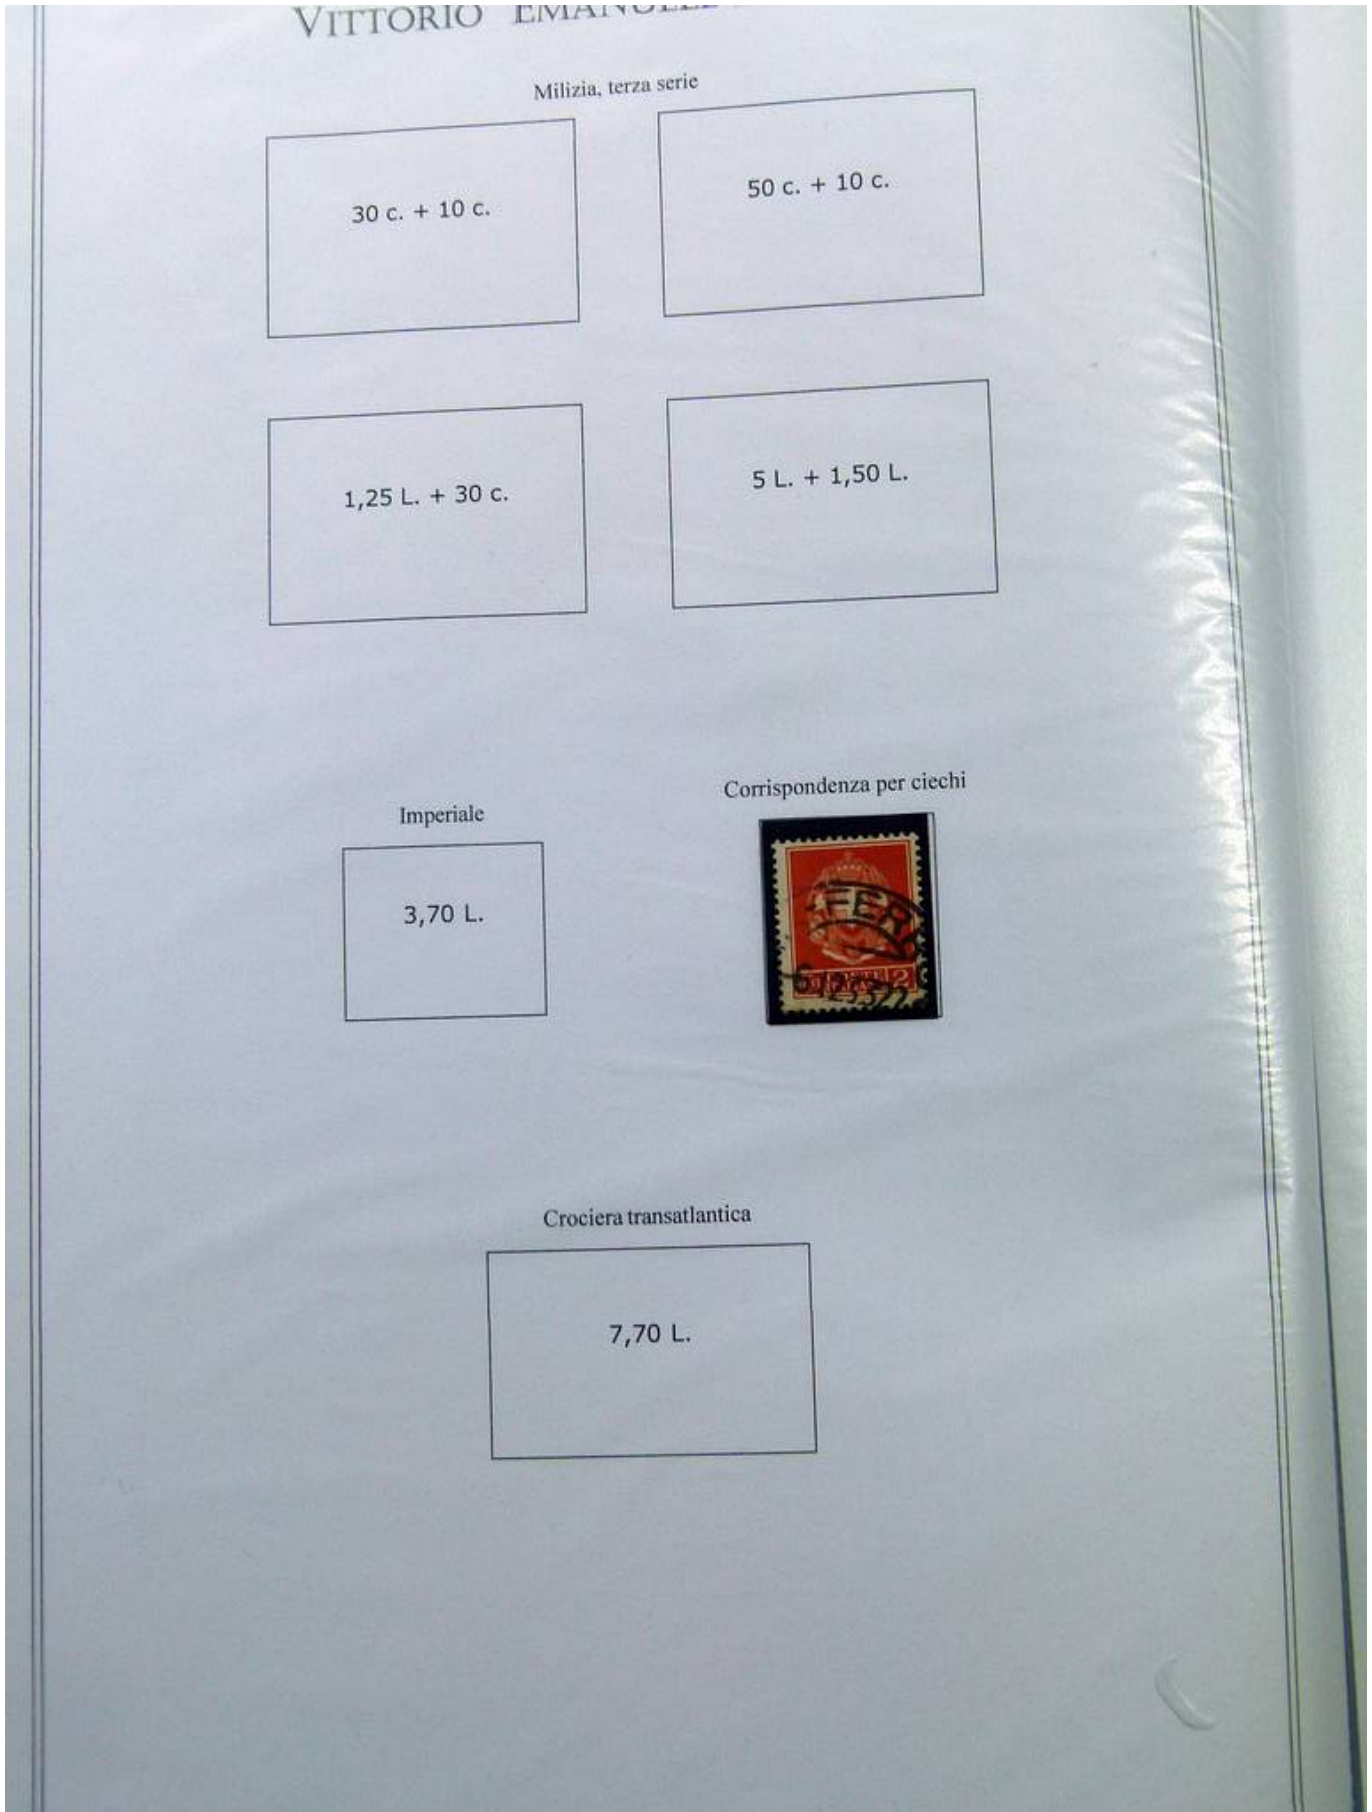 VITTORIO
Milizia, terza serie
30 c. + 10 c.
50 c. + 10 c.
1,25 L. + 30 c.
5 L. + 1,50 L.
Imperiale
Corrispondenza per ciechi
3,70 L.
2
Crociera transatlantica
7,70 L.